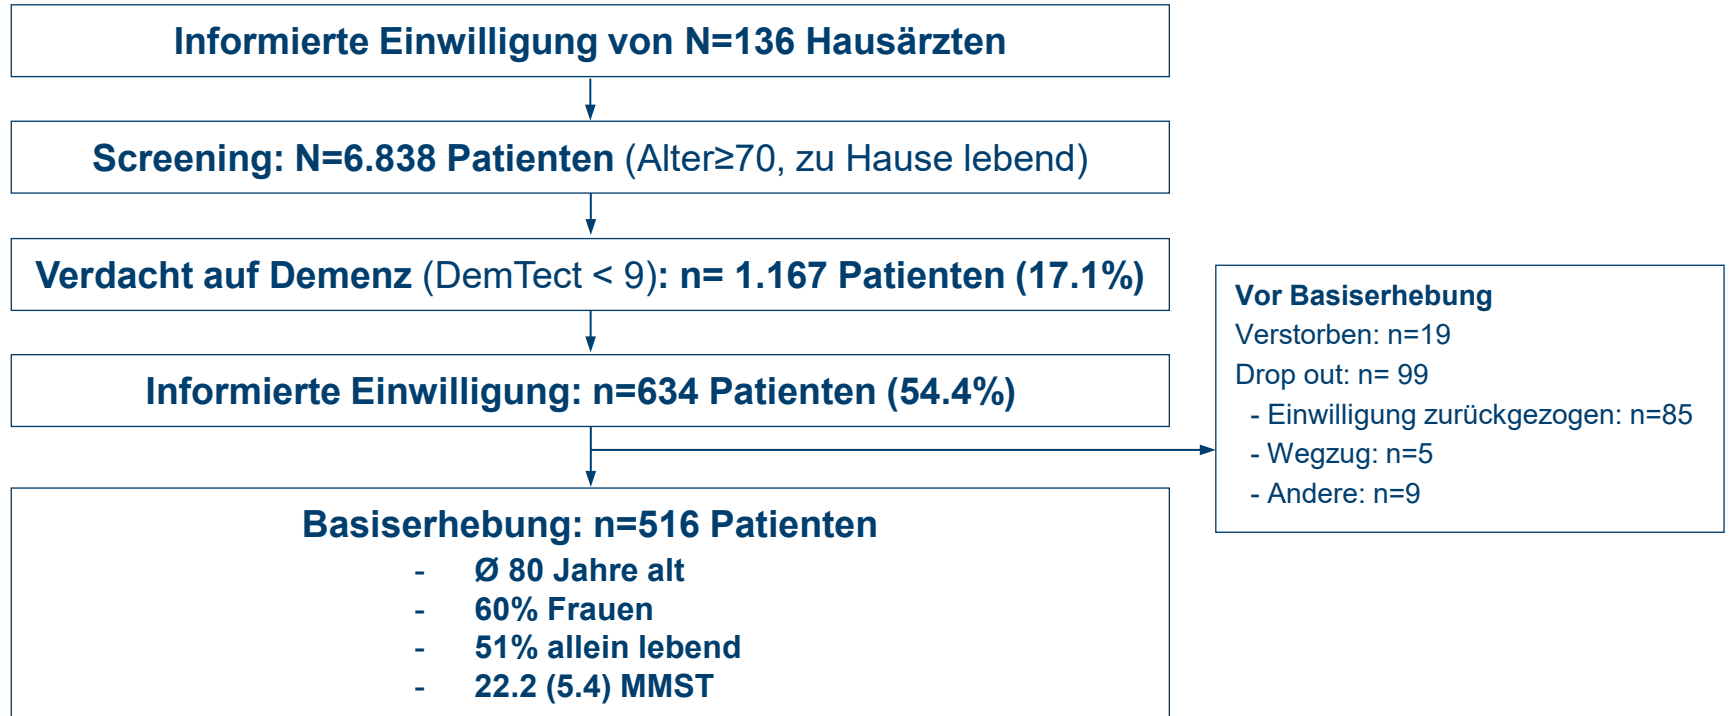 Informierte Einwilligung von N=136 Hausärzten
Screening: N=6.838 Patienten (Alter≥70, zu Hause lebend)
Verdacht auf Demenz (DemTect < 9): n= 1.167 Patienten (17.1%)
Informierte Einwilligung: n=634 Patienten (54.4%)
Vor Basiserhebung
Verstorben: n=19
Drop out: n= 99
- Einwilligung zurückgezogen: n=85
- Wegzug: n=5
- Andere: n=9
Basiserhebung: n=516 Patienten
- Ø 80 Jahre alt
- 60% Frauen
- 51% allein lebend
- 22.2 (5.4) MMST